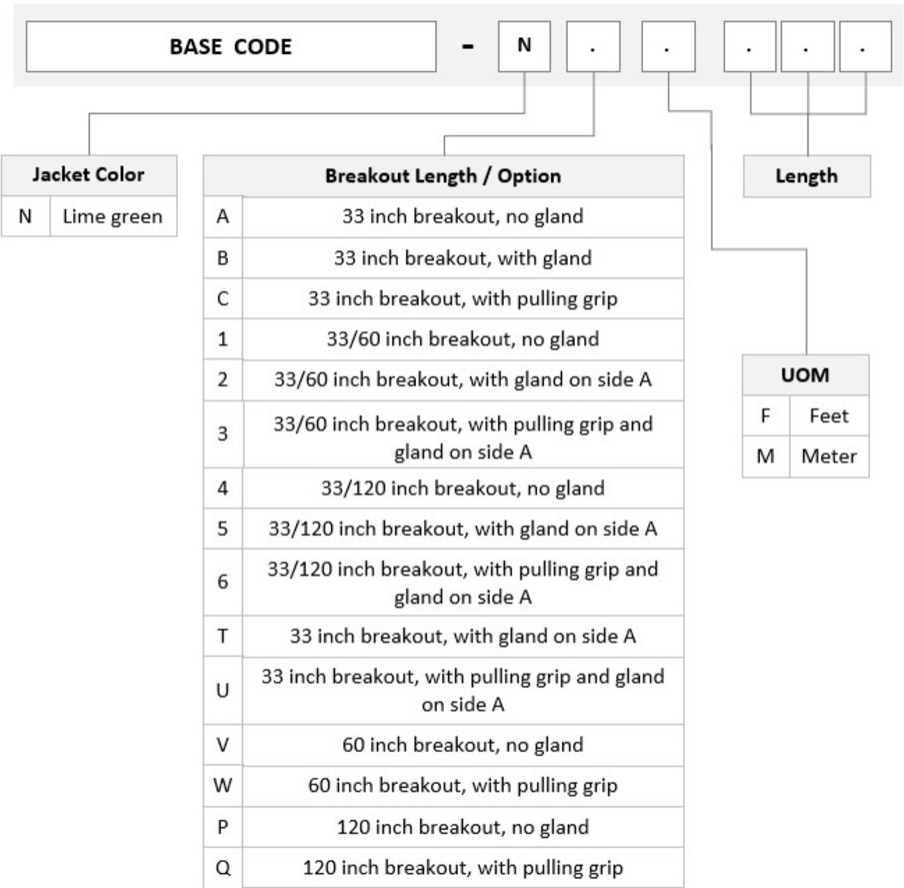 BASE CODE - N . . . . .
Jacket Color
N Lime green
Breakout Length / Option
A 33 inch breakout, no gland
B 33 inch breakout, with gland
C 33 inch breakout, with pulling grip
1 33/60 inch breakout, no gland
2 33/60 inch breakout, with gland on side A
3 33/60 inch breakout, with pulling grip and
gland on side A
4 33/120 inch breakout, no gland
5 33/120 inch breakout, with gland on side A
6 33/120 inch breakout, with pulling grip and
gland on side A
T 33 inch breakout, with gland on side A
U 33 inch breakout, with pulling grip and gland
on side A
V 60 inch breakout, no gland
W 60 inch breakout, with pulling grip
P 120 inch breakout, no gland
Q 120 inch breakout, with pulling grip
Length
UOM
F Feet
M Meter